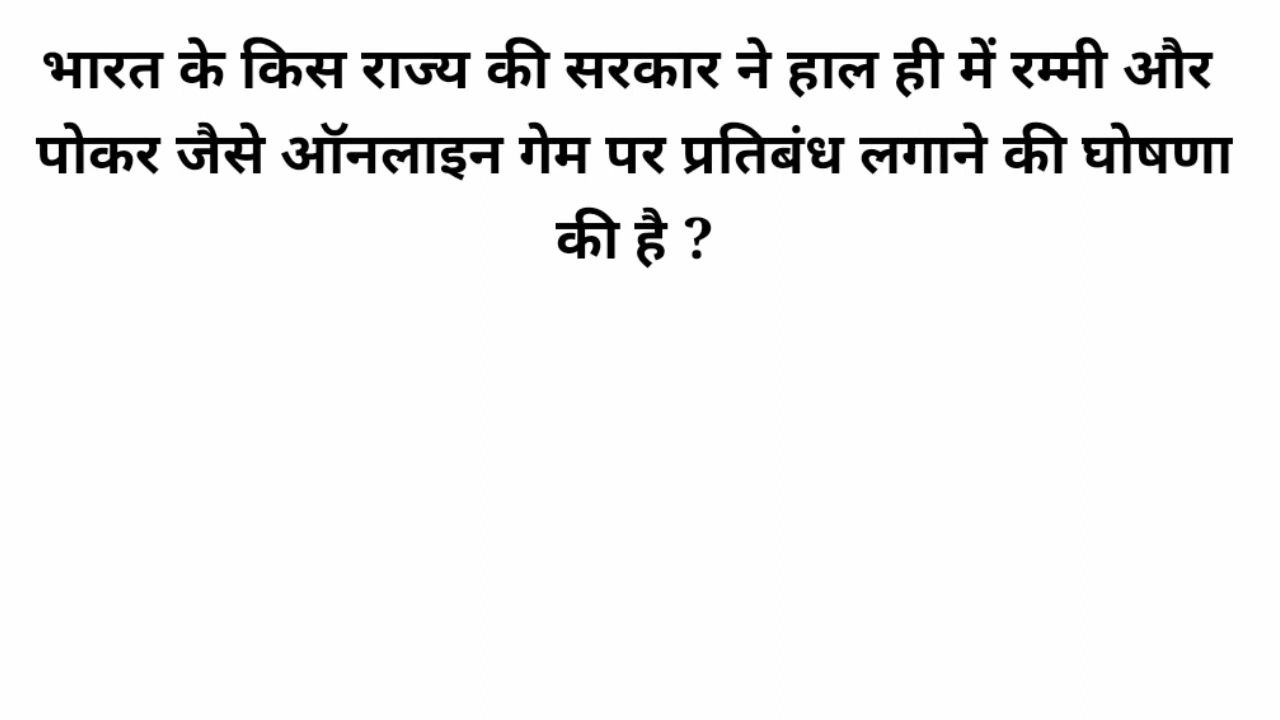 भारत के किस राज्य की सरकार ने हाल ही में रम्मी और
पोकर जैसे ऑनलाइन गेम पर प्रतिबंध लगाने की घोषणा
की है ?